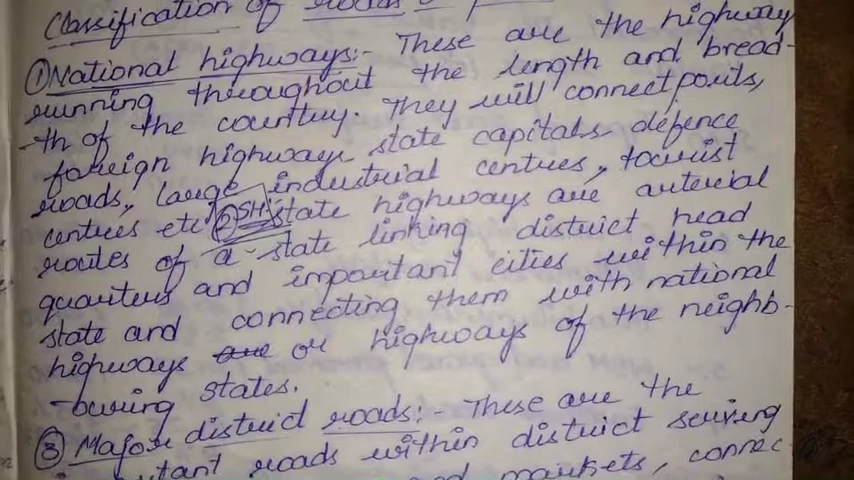 Classification of roads
① National highways:- These are the highway
running throughout the length and bread-
-th of the country. They will connect ports,
foreign highways state capitals defence
roads, large industrial centres, tourist
centres etc. ② SH state highways are arterial
routes of a state linking district head
quarters and important cities within the
state and connecting them with national
highways are or highways of the neighb-
-ouring states.
③ Major district roads:- These are the
roads within district serving
markets, connec-